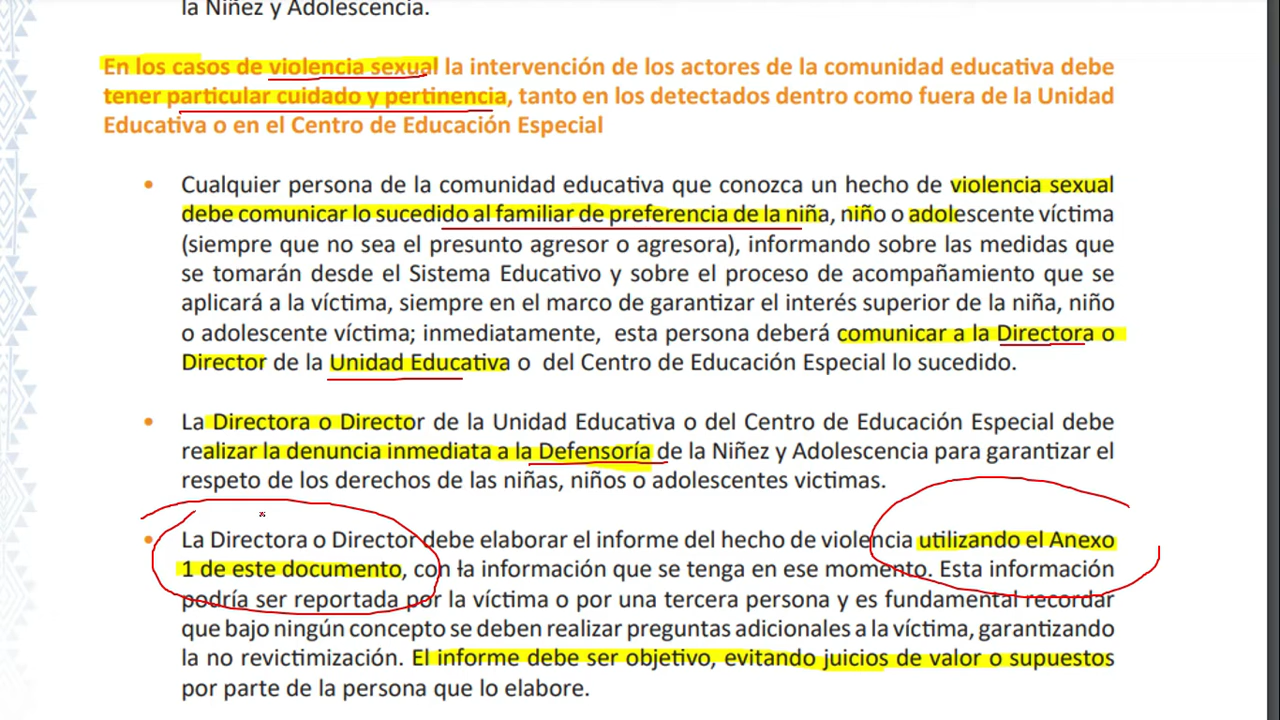 la Niñez y Adolescencia.
En los casos de violencia sexual la intervención de los actores de la comunidad educativa debe
tener particular cuidado y pertinencia, tanto en los detectados dentro como fuera de la Unidad
Educativa o en el Centro de Educación Especial
• Cualquier persona de la comunidad educativa que conozca un hecho de violencia sexual
debe comunicar lo sucedido al familiar de preferencia de la niña, niño o adolescente víctima
(siempre que no sea el presunto agresor o agresora), informando sobre las medidas que
se tomarán desde el Sistema Educativo y sobre el proceso de acompañamiento que se
aplicará a la víctima, siempre en el marco de garantizar el interés superior de la niña, niño
o adolescente víctima; inmediatamente, esta persona deberá comunicar a la Directora o
Director de la Unidad Educativa o del Centro de Educación Especial lo sucedido.
• La Directora o Director de la Unidad Educativa o del Centro de Educación Especial debe
realizar la denuncia inmediata a la Defensoría de la Niñez y Adolescencia para garantizar el
respeto de los derechos de las niñas, niños o adolescentes victimas.
• La Directora o Director debe elaborar el informe del hecho de violencia utilizando el Anexo
1 de este documento, con la información que se tenga en ese momento. Esta información
podría ser reportada por la víctima o por una tercera persona y es fundamental recordar
que bajo ningún concepto se deben realizar preguntas adicionales a la víctima, garantizando
la no revictimización. El informe debe ser objetivo, evitando juicios de valor o supuestos
por parte de la persona que lo elabore.